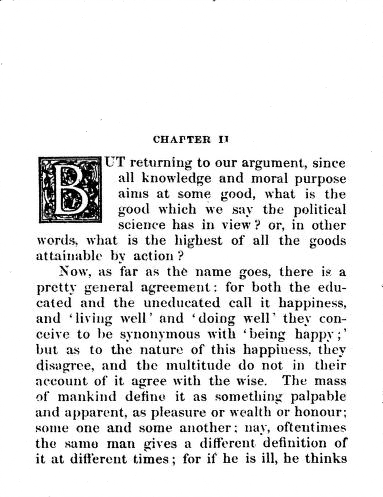 CHAPTER II
BUT returning to our argument, since
all knowledge and moral purpose
aims at some good, what is the
good which we say the political
science has in view? or, in other
words, what is the highest of all the goods
attainable by action?
Now, as far as the name goes, there is a
pretty general agreement: for both the edu-
cated and the uneducated call it happiness,
and 'living well' and 'doing well' they con-
ceive to be synonymous with 'being happy;'
but as to the nature of this happiness, they
disagree, and the multitude do not in their
account of it agree with the wise. The mass
of mankind define it as something palpable
and apparent, as pleasure or wealth or honour;
some one and some another; nay, oftentimes
the same man gives a different definition of
it at different times; for if he is ill, he thinks